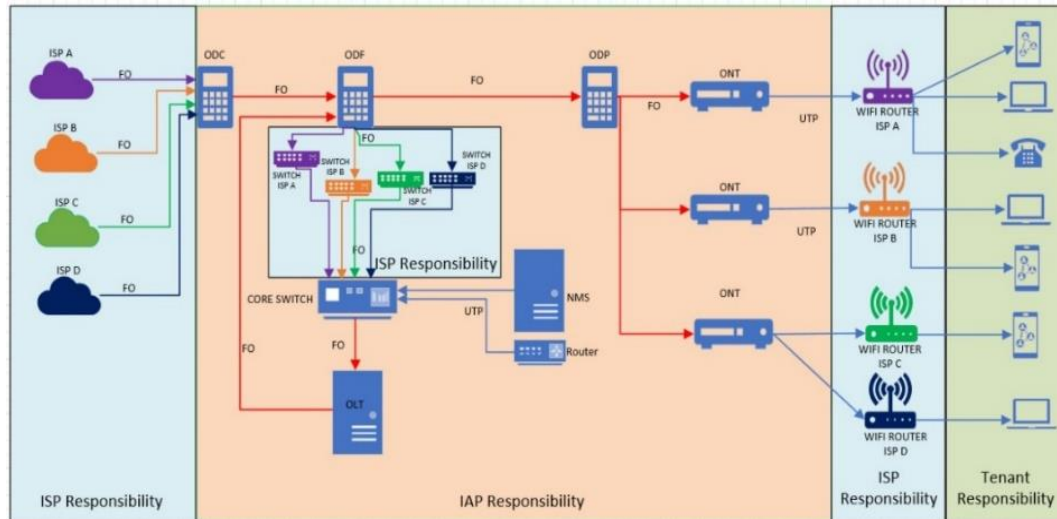 ISP A
FO
ISP B
FO
ISP C
FO
ISP D
FO
ISP Responsibility
ODC
FO
ODF
FO
ODP
FO
SWITCH
ISP A
SWITCH
ISP B
SWITCH
ISP C
SWITCH
ISP D
FO
ISP Responsibility
CORE SWITCH
UTP
NMS
Router
FO
FO
OLT
IAP Responsibility
ONT
UTP
ONT
UTP
ONT
WIFI ROUTER
ISP A
WIFI ROUTER
ISP B
WIFI ROUTER
ISP C
WIFI ROUTER
ISP D
ISP
Responsibility
Tenant
Responsibility
FO